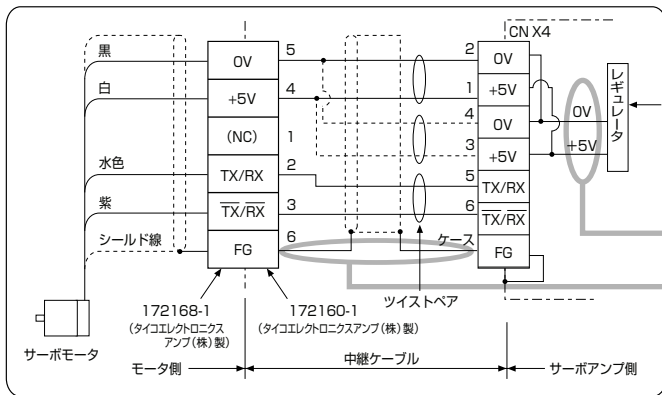 CN X4
黒
0V
5
2
0V
白
+5V
4
1
+5V
レギュレータ
0V
(NC)
1
4
0V
+5V
3
+5V
水色
TX/RX
2
5
TX/RX
紫
TX/RX
3
6
TX/RX
シールド線
FG
6
ケース
FG
172168-1
(タイコエレクトロニクス
アンプ(株)製)
172160-1
(タイコエレクトロニクスアンプ(株)製)
ツイストペア
サーボモータ
モータ側
中継ケーブル
サーボアンプ側